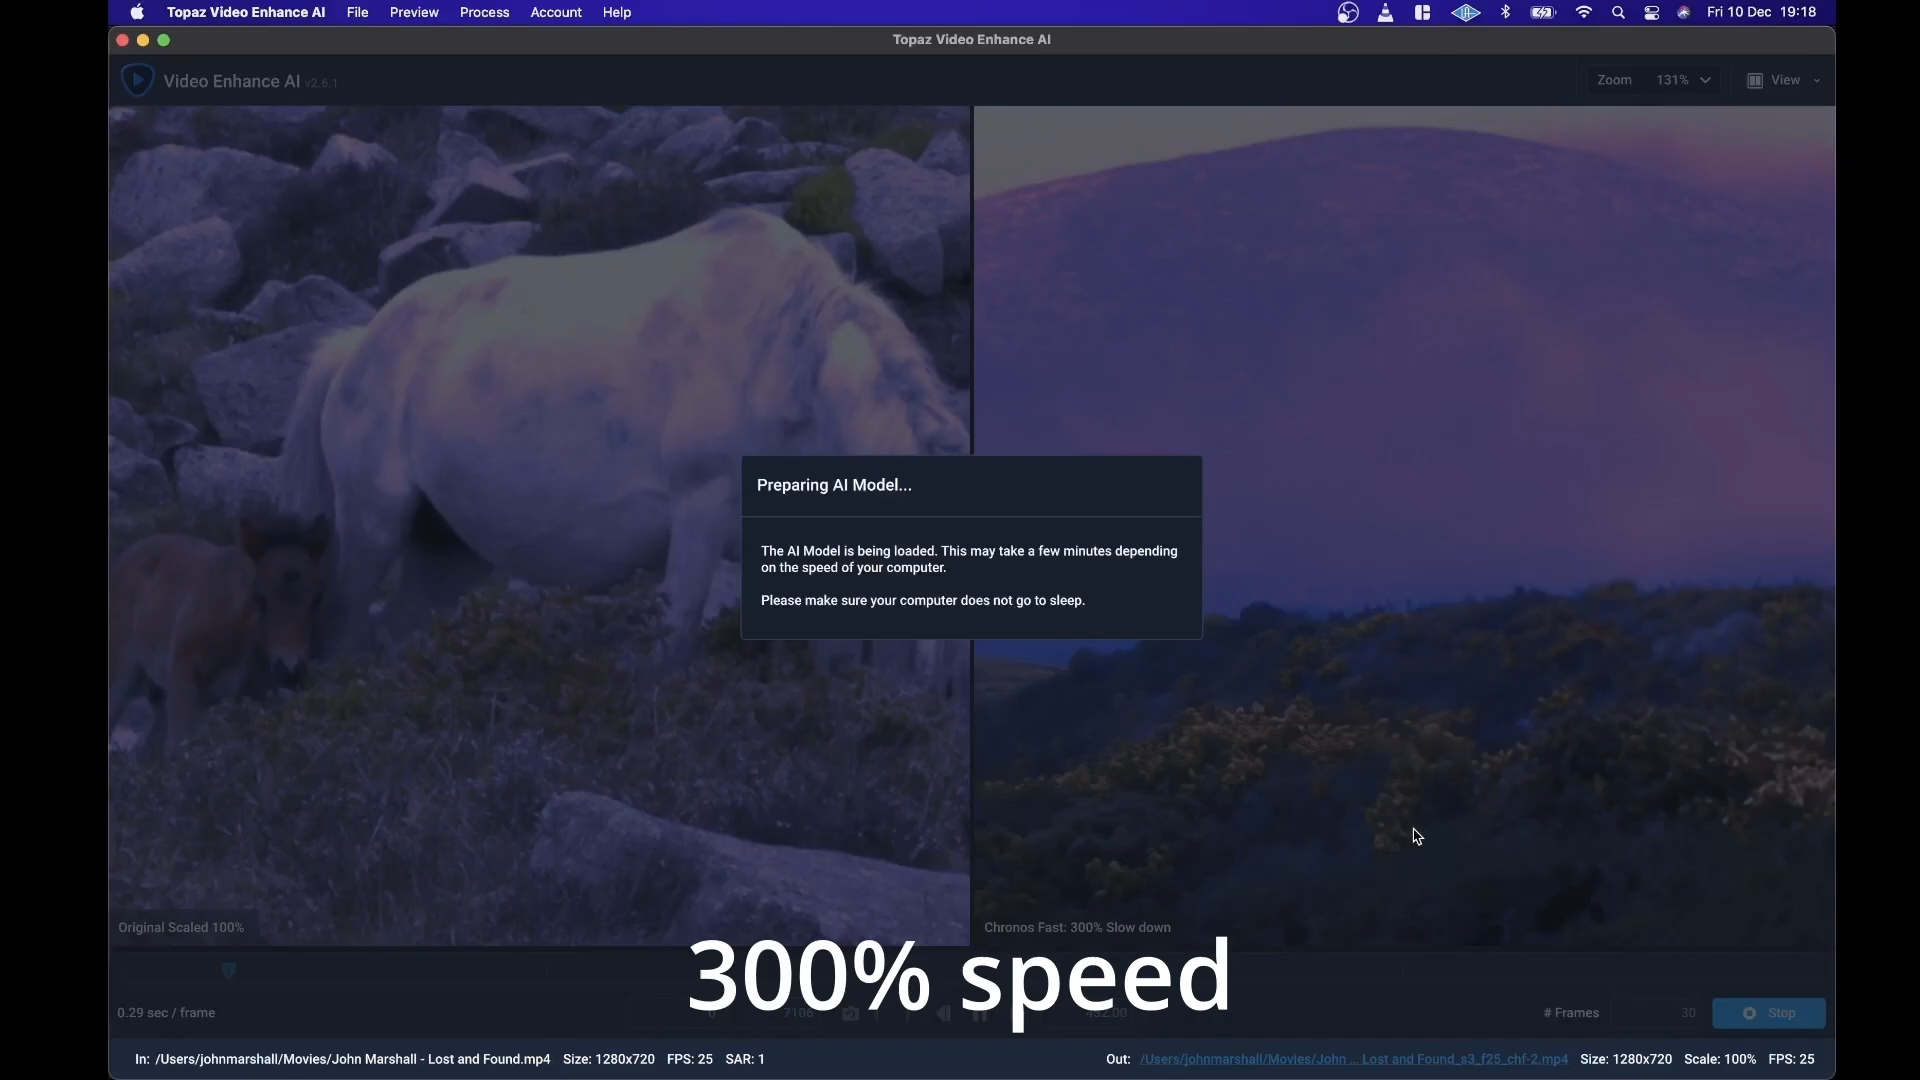 Topaz Video Enhance AI File Preview Process Account Help Fri 10 Dec 19:18
Topaz Video Enhance AI
Video Enhance AI v2.6.1 Zoom 131% View
Preparing AI Model...
The AI Model is being loaded. This may take a few minutes depending
on the speed of your computer.
Please make sure your computer does not go to sleep.
Original Scaled 100% Chronos Fast: 300% Slow down
300% speed
0.29 sec / frame 7106 452.00 # Frames 30 Stop
In: /Users/johnmarshall/Movies/John Marshall - Lost and Found.mp4 Size: 1280x720 FPS: 25 SAR: 1 Out: /Users/johnmarshall/Movies/John ... Lost and Found_s3_f25_chf-2.mp4 Size: 1280x720 Scale: 100% FPS: 25